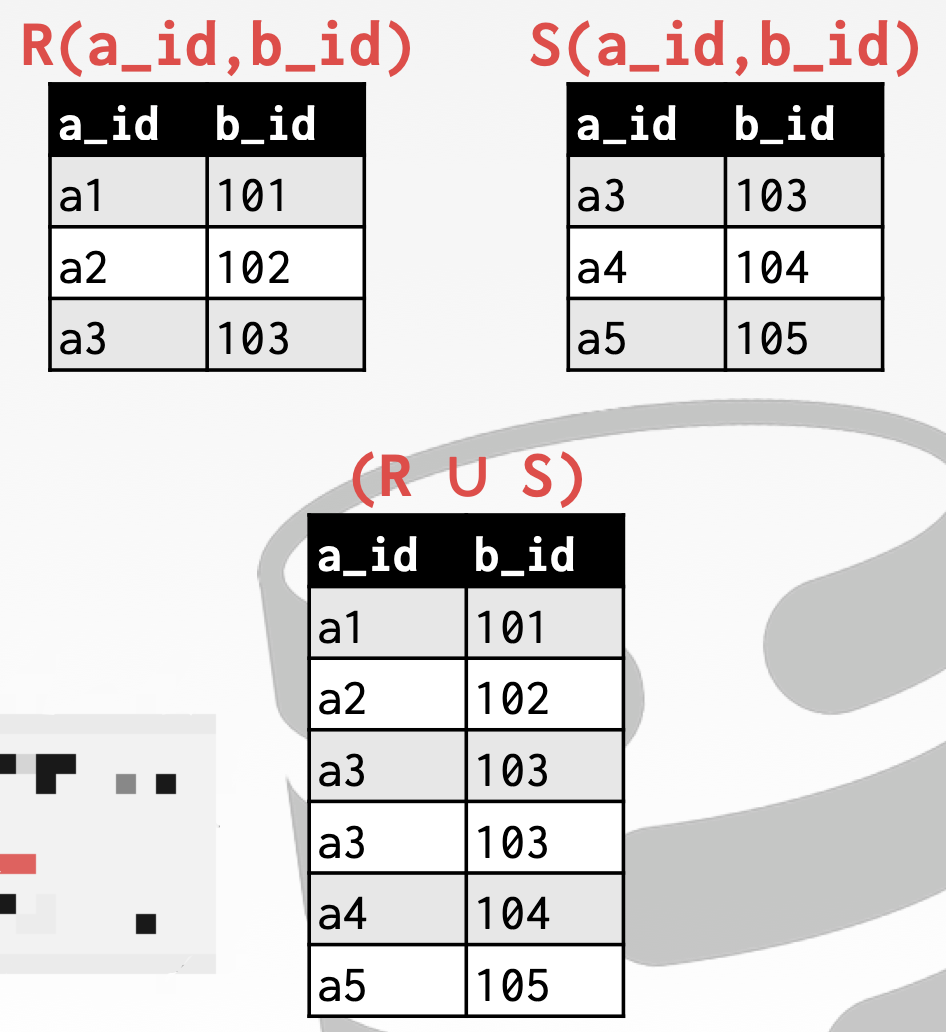 R(a_id,b_id) S(a_id,b_id)
a_id b_id a_id b_id
a1 101 a3 103
a2 102 a4 104
a3 103 a5 105
(R ∪ S)
a_id b_id
a1 101
a2 102
a3 103
a3 103
a4 104
a5 105